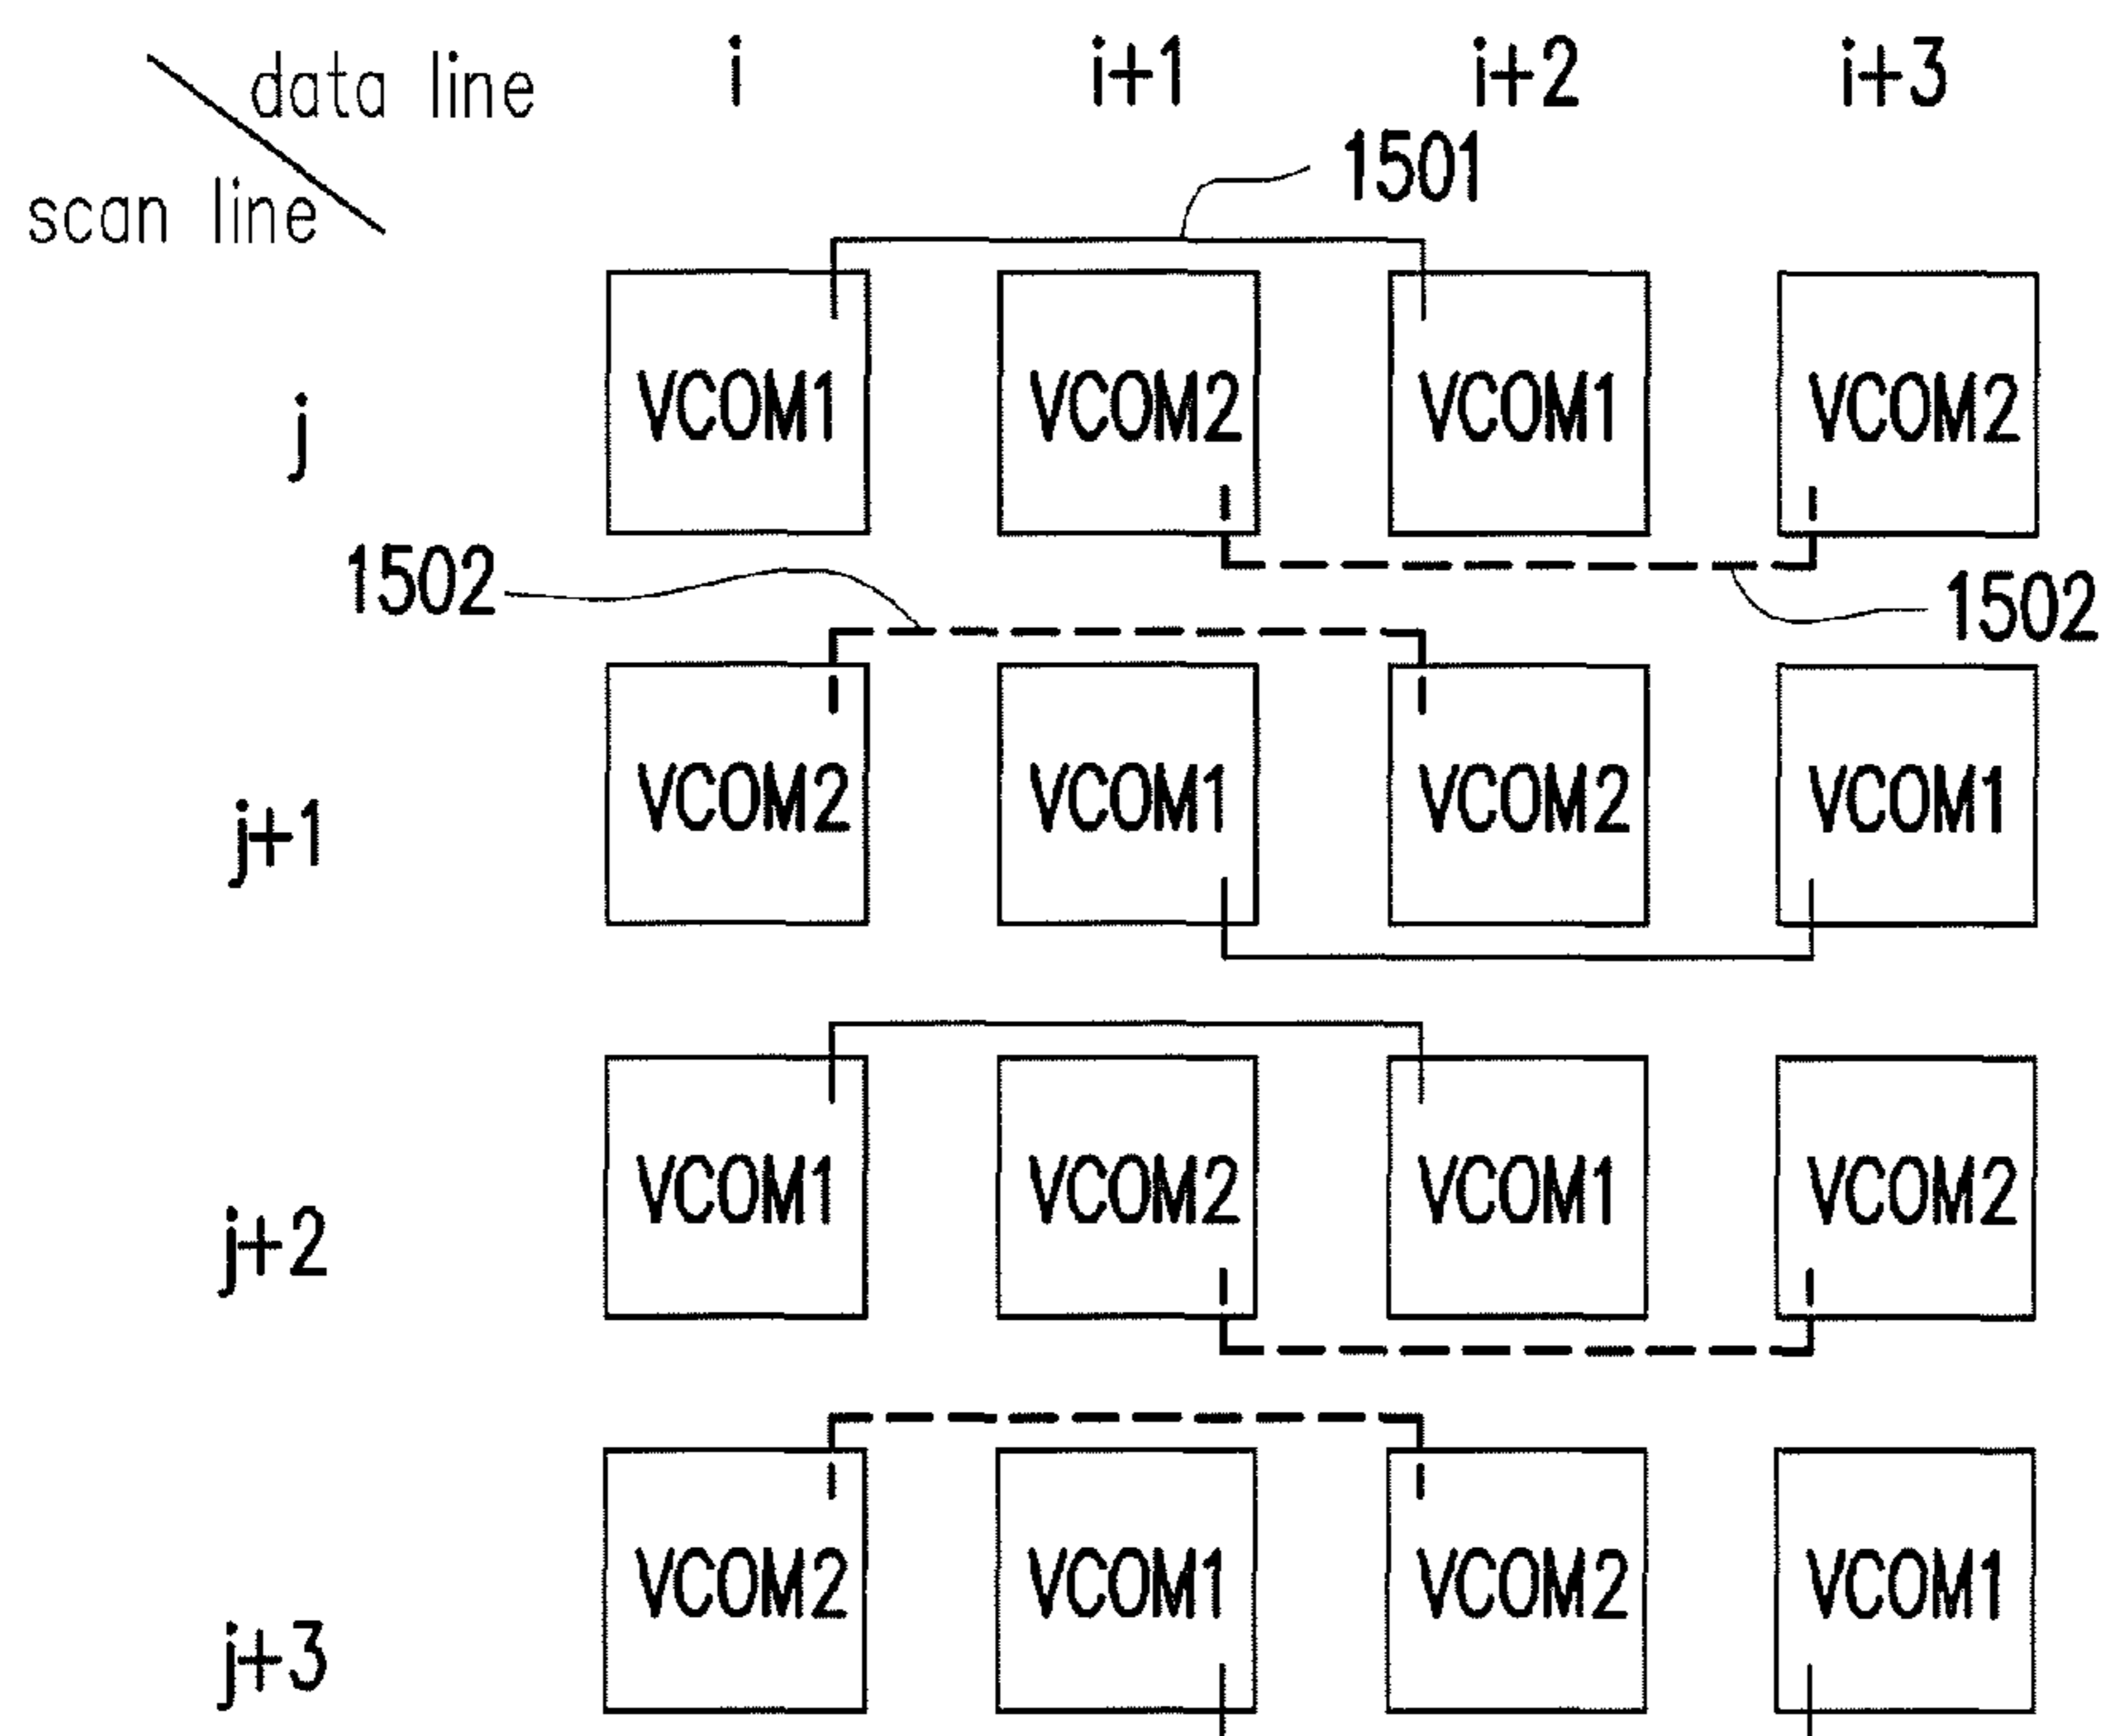 data line i i+1 i+2 i+3
scan line
1501
j VCOM1 VCOM2 VCOM1 VCOM2
1502 1502
j+1 VCOM2 VCOM1 VCOM2 VCOM1
j+2 VCOM1 VCOM2 VCOM1 VCOM2
j+3 VCOM2 VCOM1 VCOM2 VCOM1